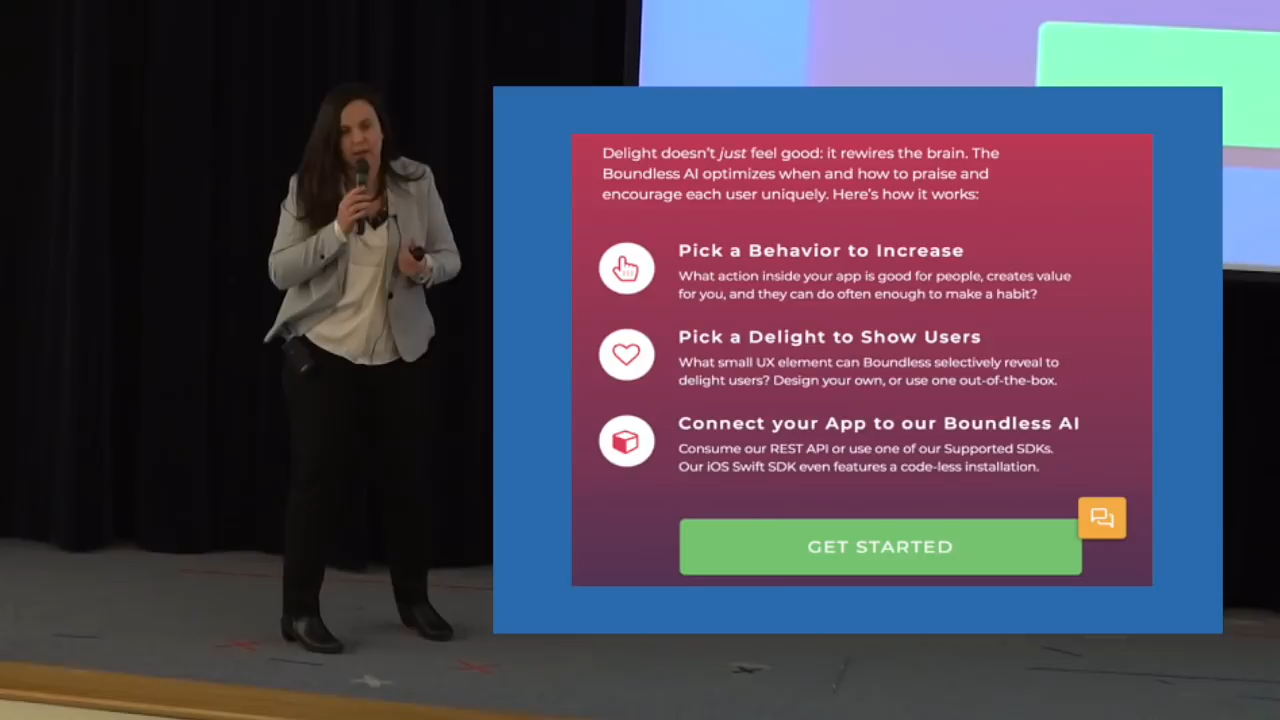 Delight doesn't just feel good: it rewires the brain. The
Boundless AI optimizes when and how to praise and
encourage each user uniquely. Here's how it works:
Pick a Behavior to Increase
What action inside your app is good for people, creates value
for you, and they can do often enough to make a habit?
Pick a Delight to Show Users
What small UX element can Boundless selectively reveal to
delight users? Design your own, or use one out-of-the-box.
Connect your App to our Boundless AI
Consume our REST API or use one of our Supported SDKs.
Our iOS Swift SDK even features a code-less installation.
GET STARTED